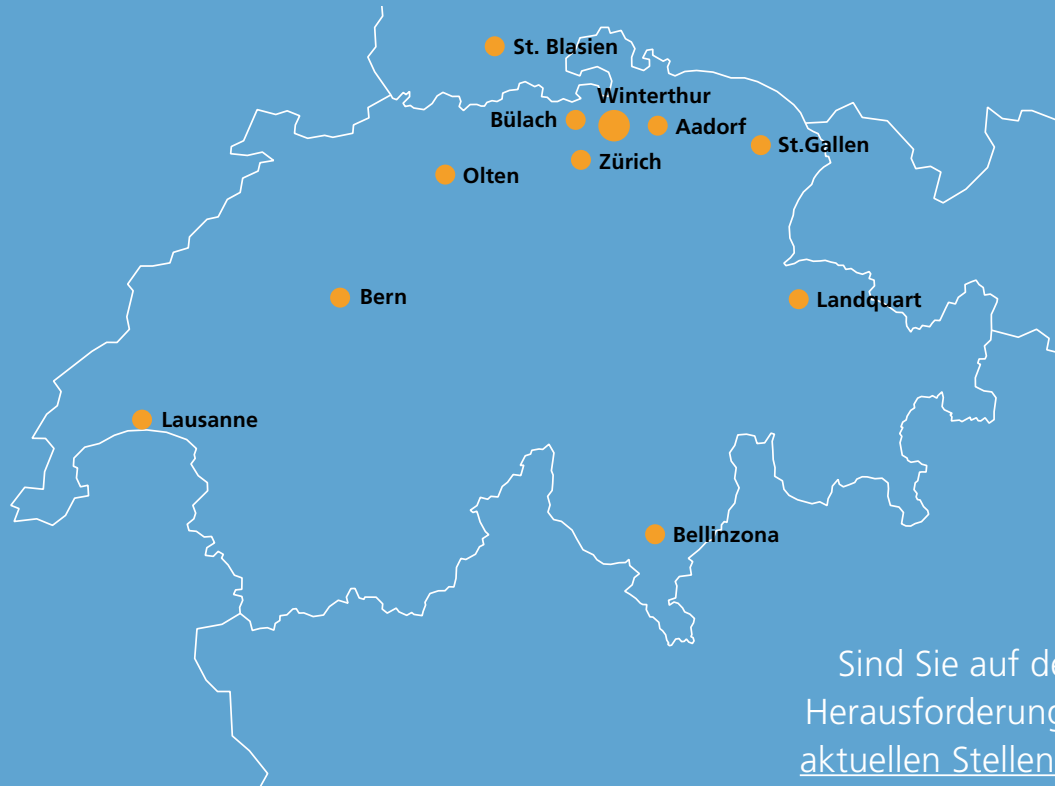 St. Blasien
Winterthur
Bülach
Aadorf
St.Gallen
Zürich
Olten
Bern
Landquart
Lausanne
Bellinzona
Sind Sie auf de
Herausforderung
aktuellen Stellen